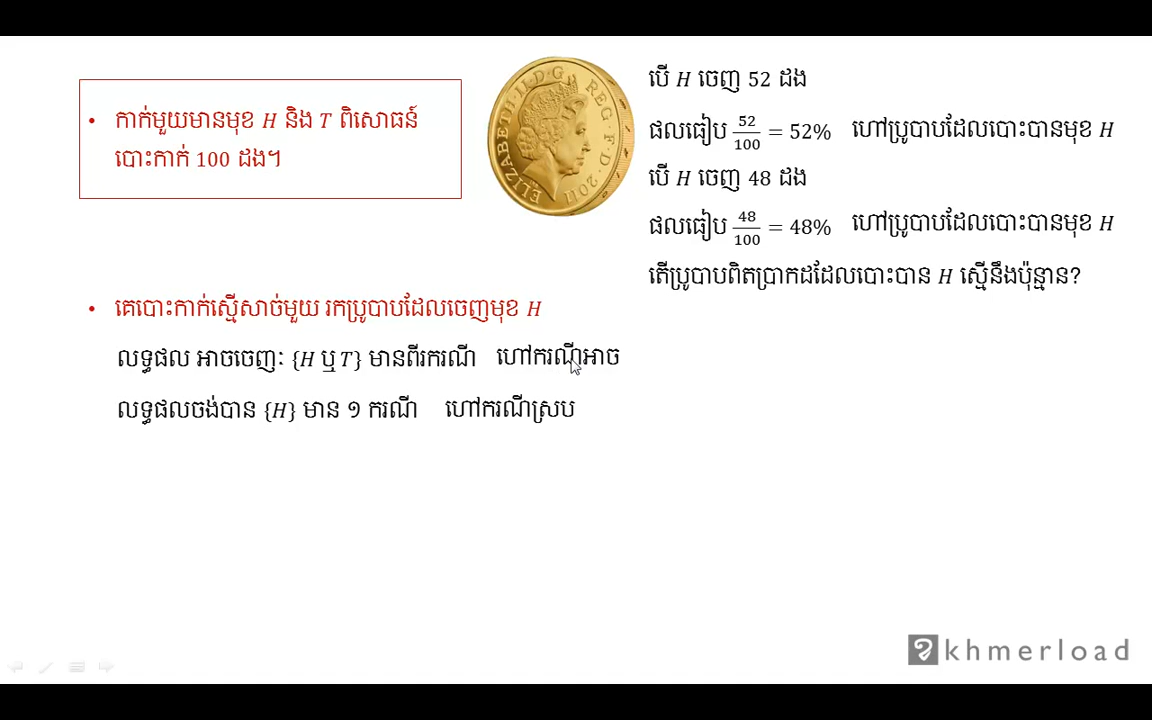 • កាក់មួយមានមុខ H និង T ពិសោធន៍
បោះកាក់ 100 ដង។
ELIZABETH·II·D·G REG·F·D·2011
បើ H ចេញ 52 ដង
ផលធៀប 52/100 = 52% ហៅប្រូបាបដែលបោះបានមុខ H
បើ H ចេញ 48 ដង
ផលធៀប 48/100 = 48% ហៅប្រូបាបដែលបោះបានមុខ H
តើប្រូបាបពិតប្រាកដដែលបោះបាន H ស្មើនឹងប៉ុន្មាន?
• គេបោះកាក់ស្មើសាច់មួយ រកប្រូបាបដែលចេញមុខ H
លទ្ធផល អាចចេញៈ {H ឬ T} មានពីរករណី ហៅករណីអាច
លទ្ធផលចង់បាន {H} មាន ១ ករណី ហៅករណីស្រប
khmerload